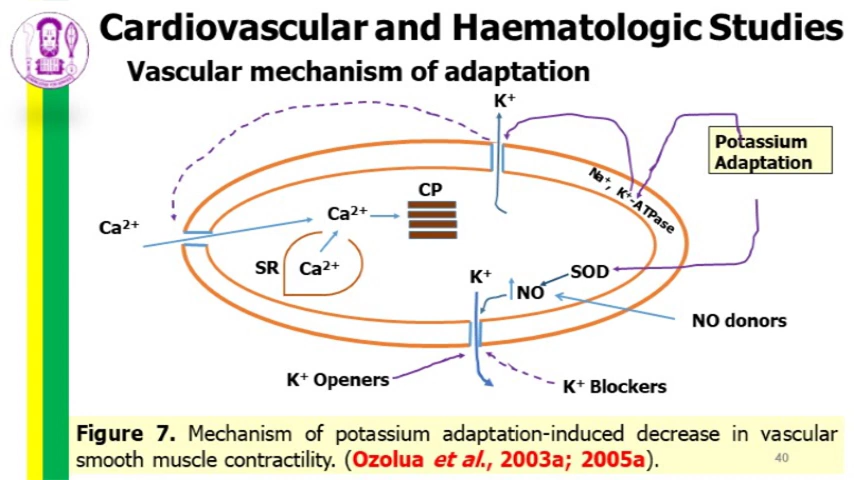 Cardiovascular and Haematologic Studies
Vascular mechanism of adaptation
K⁺
Potassium
Adaptation
Na⁺, K⁺-ATPase
CP
Ca²⁺
Ca²⁺
SR
Ca²⁺
K⁺
SOD
NO
NO donors
K⁺ Openers
K⁺ Blockers
Figure 7. Mechanism of potassium adaptation-induced decrease in vascular
smooth muscle contractility. (Ozolua et al., 2003a; 2005a).
40